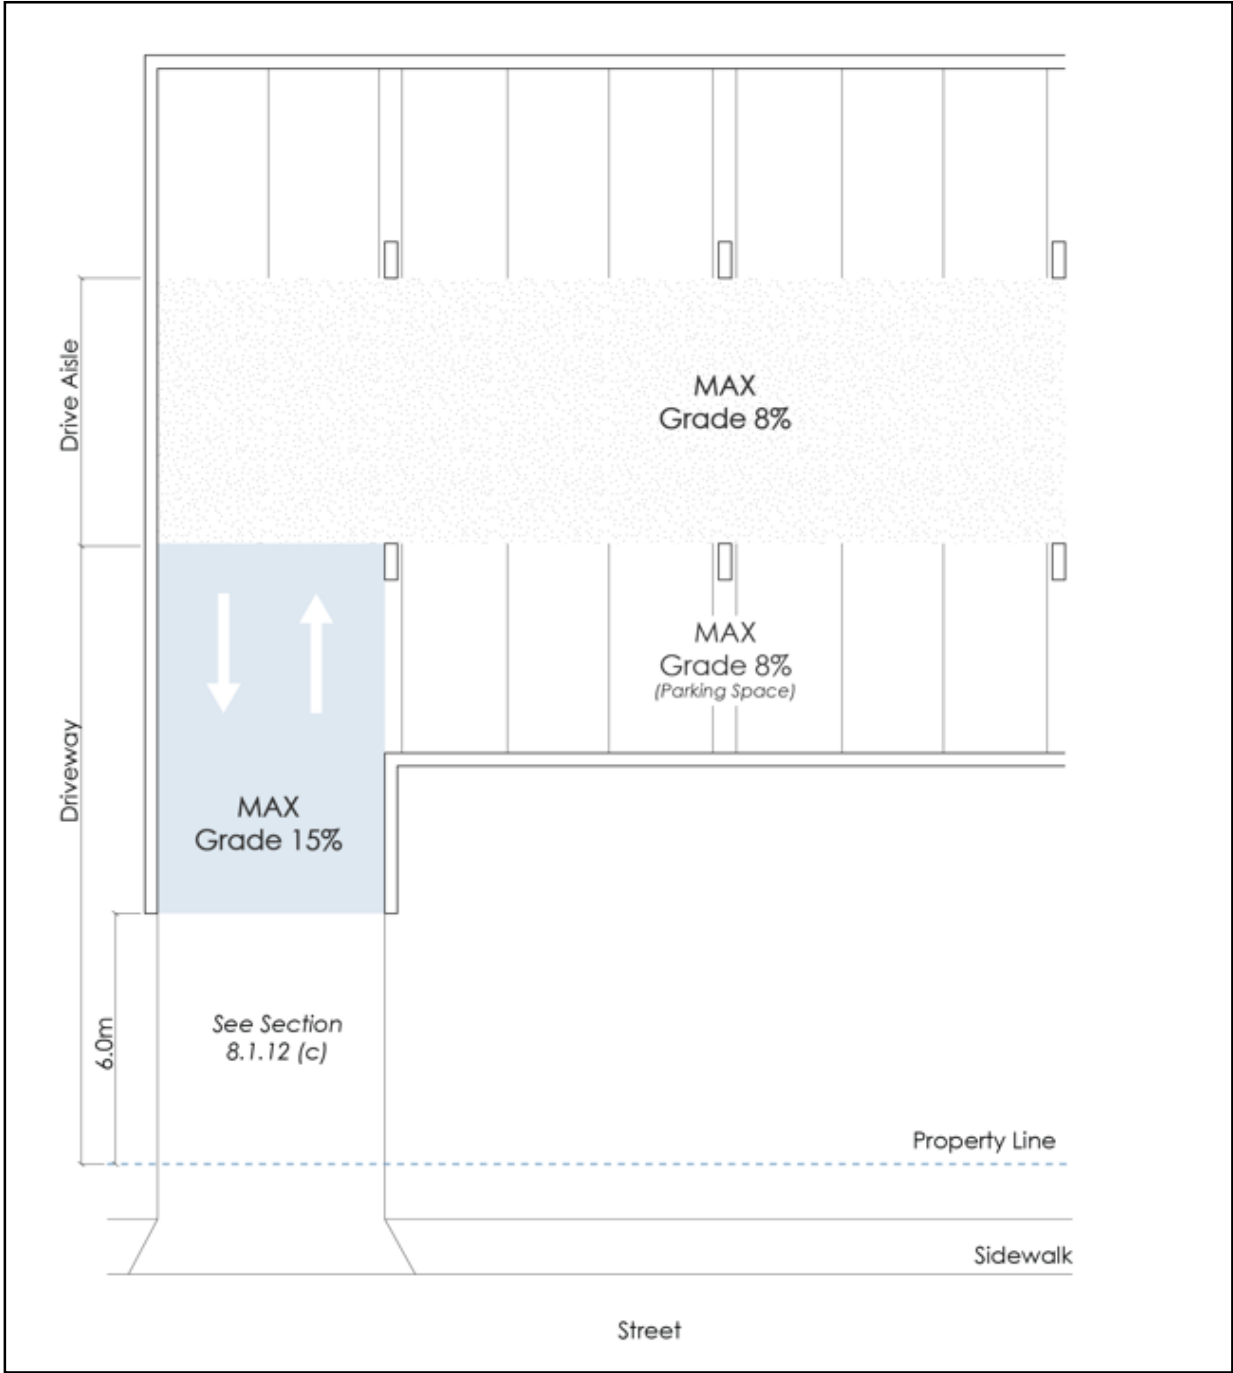 Drive Aisle
MAX
Grade 8%
MAX
Grade 8%
(Parking Space)
Driveway
MAX
Grade 15%
6.0m
See Section
8.1.12 (c)
Property Line
Sidewalk
Street